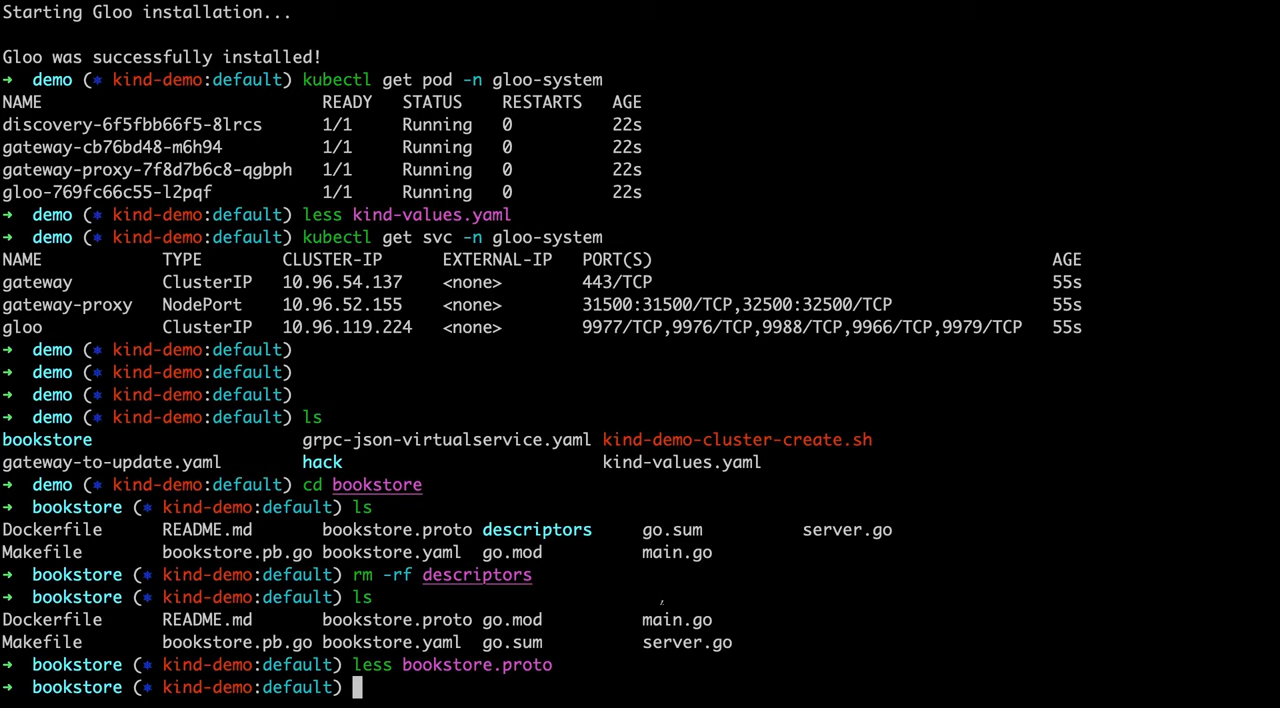 Starting Gloo installation...
Gloo was successfully installed!
➜  demo (⎈ kind-demo:default) kubectl get pod -n gloo-system
NAME                            READY   STATUS    RESTARTS   AGE
discovery-6f5fbb66f5-8lrcs      1/1     Running   0          22s
gateway-cb76bd48-m6h94          1/1     Running   0          22s
gateway-proxy-7f8d7b6c8-qgbph   1/1     Running   0          22s
gloo-769fc66c55-l2pqf           1/1     Running   0          22s
➜  demo (⎈ kind-demo:default) less kind-values.yaml
➜  demo (⎈ kind-demo:default) kubectl get svc -n gloo-system
NAME            TYPE        CLUSTER-IP      EXTERNAL-IP   PORT(S)                                        AGE
gateway         ClusterIP   10.96.54.137    <none>        443/TCP                                        55s
gateway-proxy   NodePort    10.96.52.155    <none>        31500:31500/TCP,32500:32500/TCP                55s
gloo            ClusterIP   10.96.119.224   <none>        9977/TCP,9976/TCP,9988/TCP,9966/TCP,9979/TCP   55s
➜  demo (⎈ kind-demo:default)
➜  demo (⎈ kind-demo:default)
➜  demo (⎈ kind-demo:default)
➜  demo (⎈ kind-demo:default) ls
bookstore                     grpc-json-virtualservice.yaml kind-demo-cluster-create.sh
gateway-to-update.yaml        hack                          kind-values.yaml
➜  demo (⎈ kind-demo:default) cd bookstore
➜  bookstore (⎈ kind-demo:default) ls
Dockerfile      README.md       bookstore.proto descriptors     go.sum          server.go
Makefile        bookstore.pb.go bookstore.yaml  go.mod          main.go
➜  bookstore (⎈ kind-demo:default) rm -rf descriptors
➜  bookstore (⎈ kind-demo:default) ls
Dockerfile      README.md       bookstore.proto go.mod          main.go
Makefile        bookstore.pb.go bookstore.yaml  go.sum          server.go
➜  bookstore (⎈ kind-demo:default) less bookstore.proto
➜  bookstore (⎈ kind-demo:default)